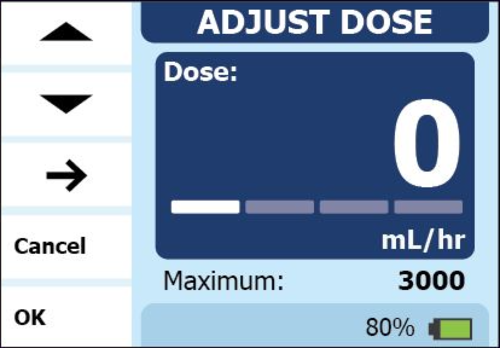 ADJUST DOSE
Dose:
0
mL/hr
Cancel
Maximum: 3000
OK
80%